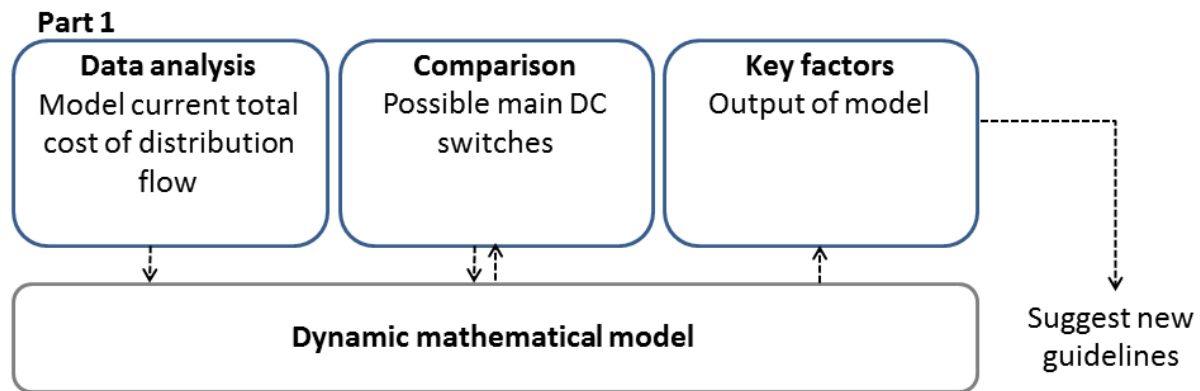 Part 1
Data analysis
Model current total
cost of distribution
flow
Comparison
Possible main DC
switches
Key factors
Output of model
Dynamic mathematical model
Suggest new
guidelines